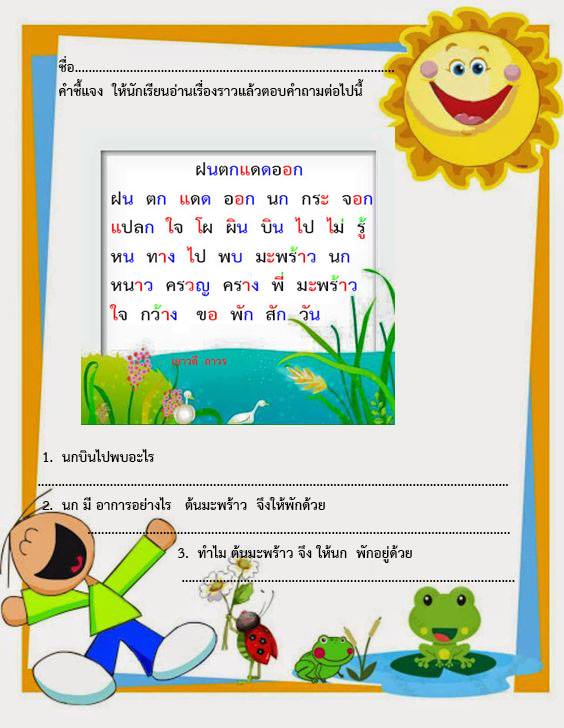 ชื่อ................................................................................
คำชี้แจง ให้นักเรียนอ่านเรื่องราวแล้วตอบคำถามต่อไปนี้
ฝนตกแดดออก
ฝน ตก แดด ออก นก กระ จอก
แปลก ใจ โผ ผิน บิน ไป ไม่ รู้
หน ทาง ไป พบ มะพร้าว นก
หนาว ครวญ คราง พี่ มะพร้าว
ใจ กว้าง ขอ พัก สัก วัน
เยาวดี ถาวร
1. นกบินไปพบอะไร
................................................................................
2. นก มี อาการอย่างไร ต้นมะพร้าว จึงให้พักด้วย
................................................................................
3. ทำไม ต้นมะพร้าว จึง ให้นก พักอยู่ด้วย
................................................................................